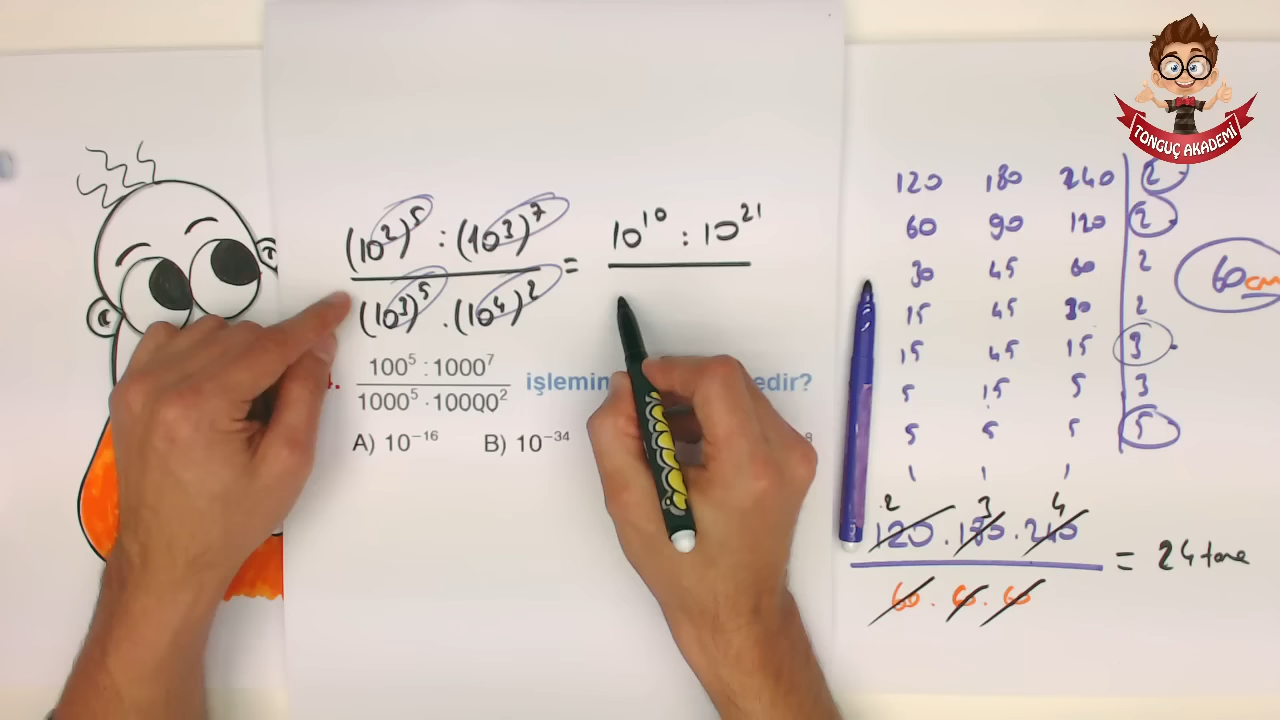 TONGUÇ AKADEMİ
(10²)⁵ : (10³)⁷ = 10¹⁰ : 10²¹
(10³)⁵ . (10⁴)²
4. 100⁵ : 1000⁷
1000⁵ · 10000² edir?
A) 10⁻¹⁶ B) 10⁻³⁴
120 180 240 2
60 90 120 2
30 45 60 2
15 45 30 2
15 45 15 3
5 15 5 3
5 5 5 5
1 1 1
60 cm
2 3 4
120 . 180 . 240 = 24 tane
60 . 60 . 60